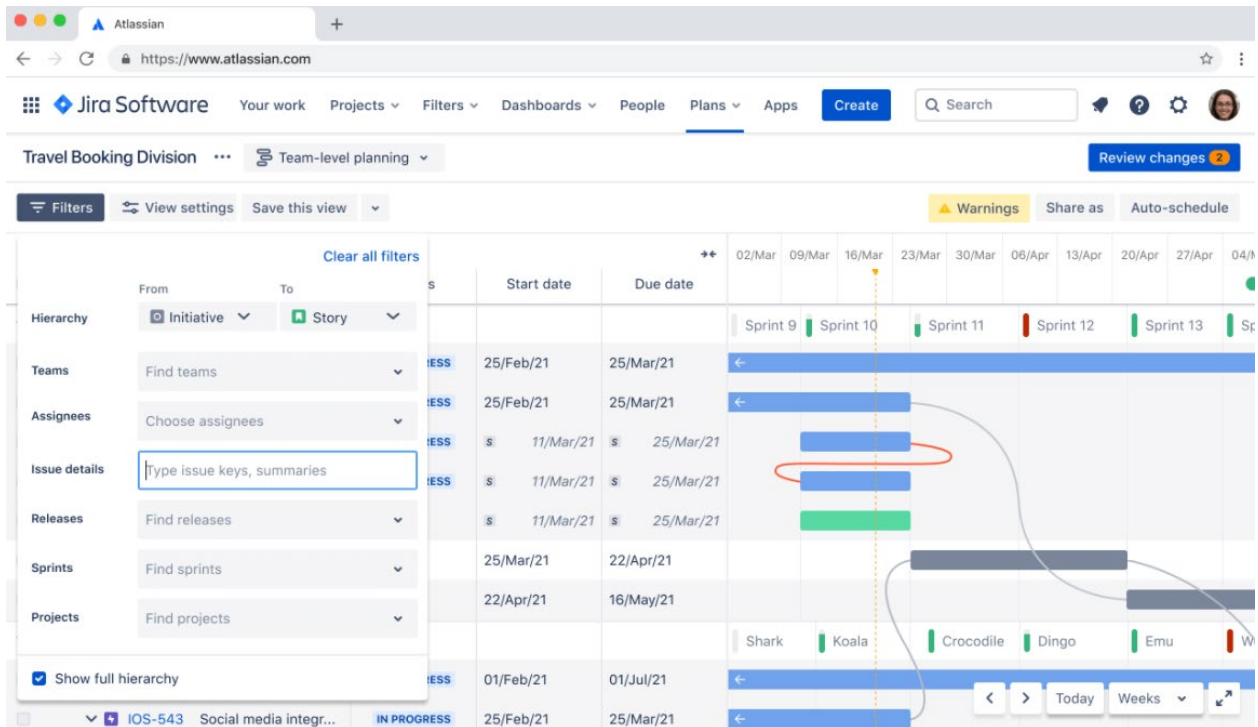 Atlassian
https://www.atlassian.com
Jira Software Your work Projects Filters Dashboards People Plans Apps Create Search
Travel Booking Division Team-level planning Review changes 2
Filters View settings Save this view Warnings Share as Auto-schedule
Clear all filters
02/Mar 09/Mar 16/Mar 23/Mar 30/Mar 06/Apr 13/Apr 20/Apr 27/Apr
From To Start date Due date
Hierarchy Initiative Story Sprint 9 Sprint 10 Sprint 11 Sprint 12 Sprint 13
Teams Find teams 25/Feb/21 25/Mar/21
Assignees Choose assignees 25/Feb/21 25/Mar/21
S 11/Mar/21 S 25/Mar/21
Issue details Type issue keys, summaries S 11/Mar/21 S 25/Mar/21
Releases Find releases S 11/Mar/21 S 25/Mar/21
Sprints Find sprints 25/Mar/21 22/Apr/21
Projects Find projects 22/Apr/21 16/May/21
Shark Koala Crocodile Dingo Emu
Show full hierarchy 01/Feb/21 01/Jul/21
Today Weeks
IOS-543 Social media integr... IN PROGRESS 25/Feb/21 25/Mar/21